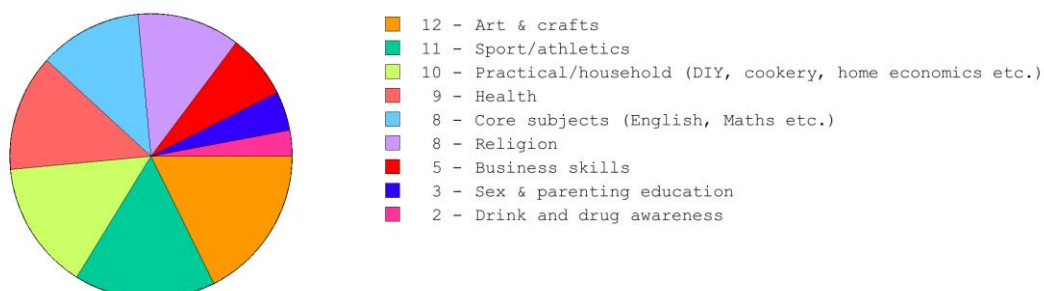 12 - Art & crafts
11 - Sport/athletics
10 - Practical/household (DIY, cookery, home economics etc.)
9 - Health
8 - Core subjects (English, Maths etc.)
8 - Religion
5 - Business skills
3 - Sex & parenting education
2 - Drink and drug awareness